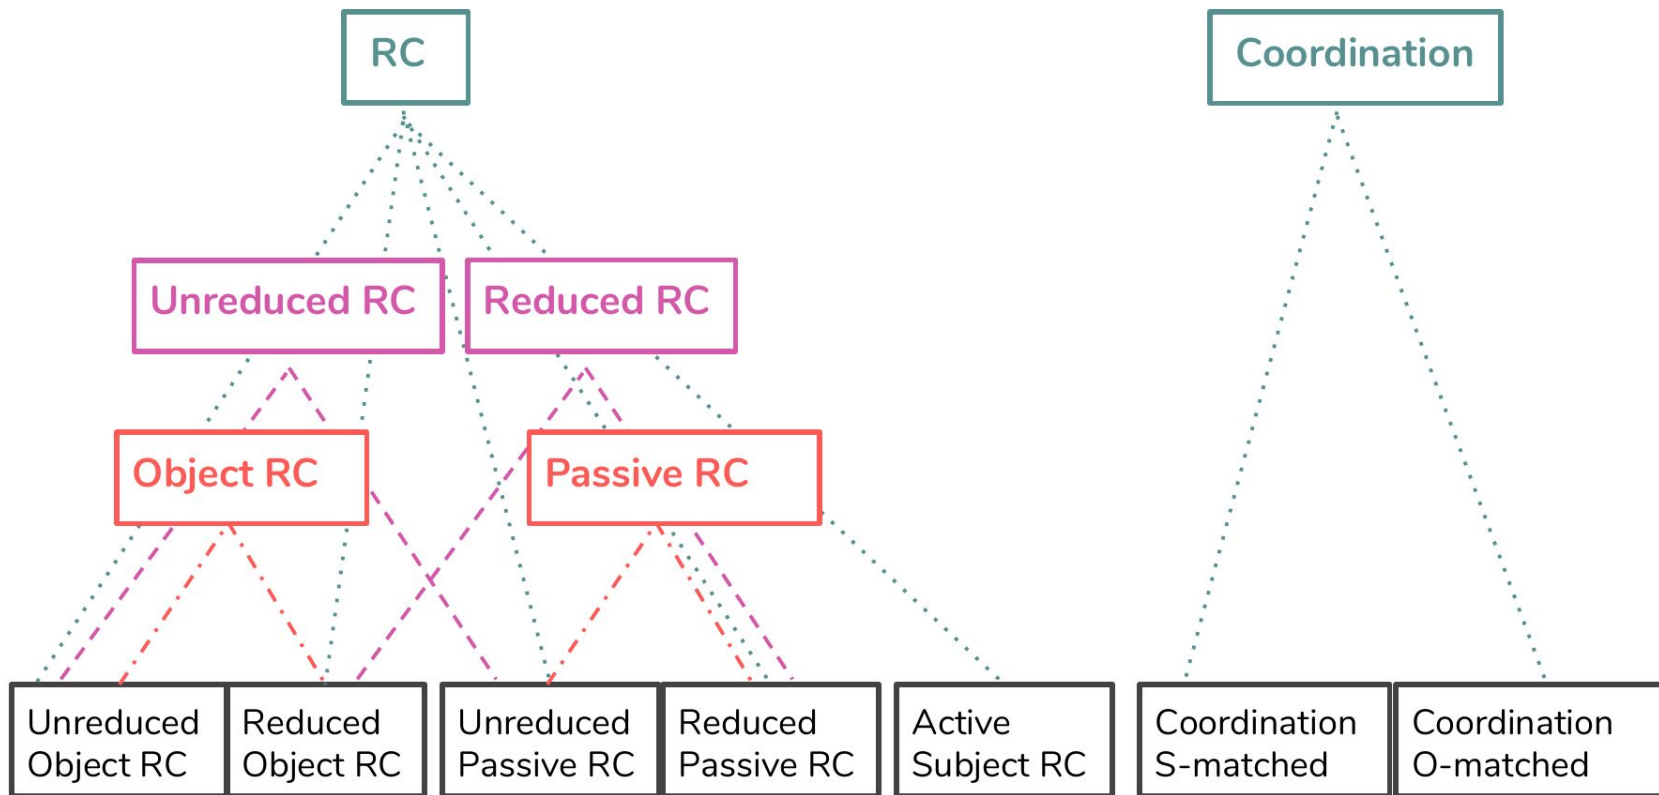 RC
Coordination
Unreduced RC
Reduced RC
Object RC
Passive RC
Unreduced
Object RC
Reduced
Object RC
Unreduced
Passive RC
Reduced
Passive RC
Active
Subject RC
Coordination
S-matched
Coordination
O-matched